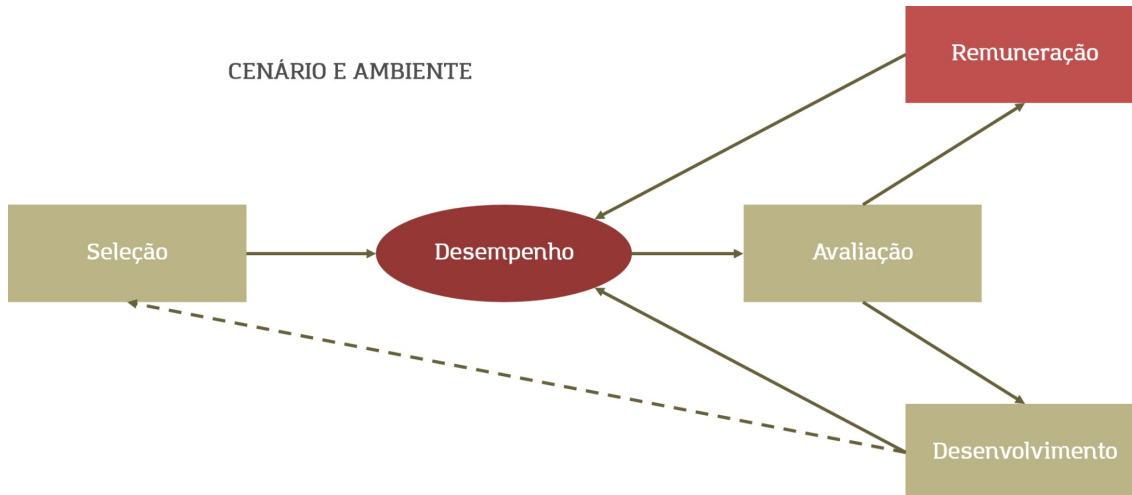 Remuneração
CENÁRIO E AMBIENTE
Seleção
Desempenho
Avaliação
Desenvolvimento